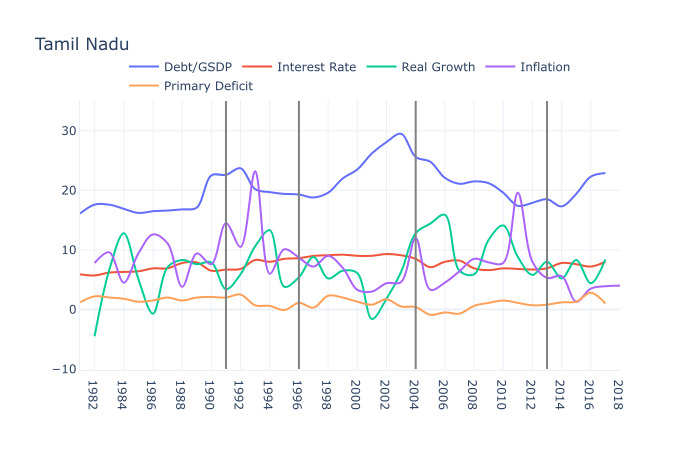 Tamil Nadu
Debt/GSDP Interest Rate Real Growth Inflation
Primary Deficit
30
20
10
0
−10
1982 1984 1986 1988 1990 1992 1994 1996 1998 2000 2002 2004 2006 2008 2010 2012 2014 2016 2018